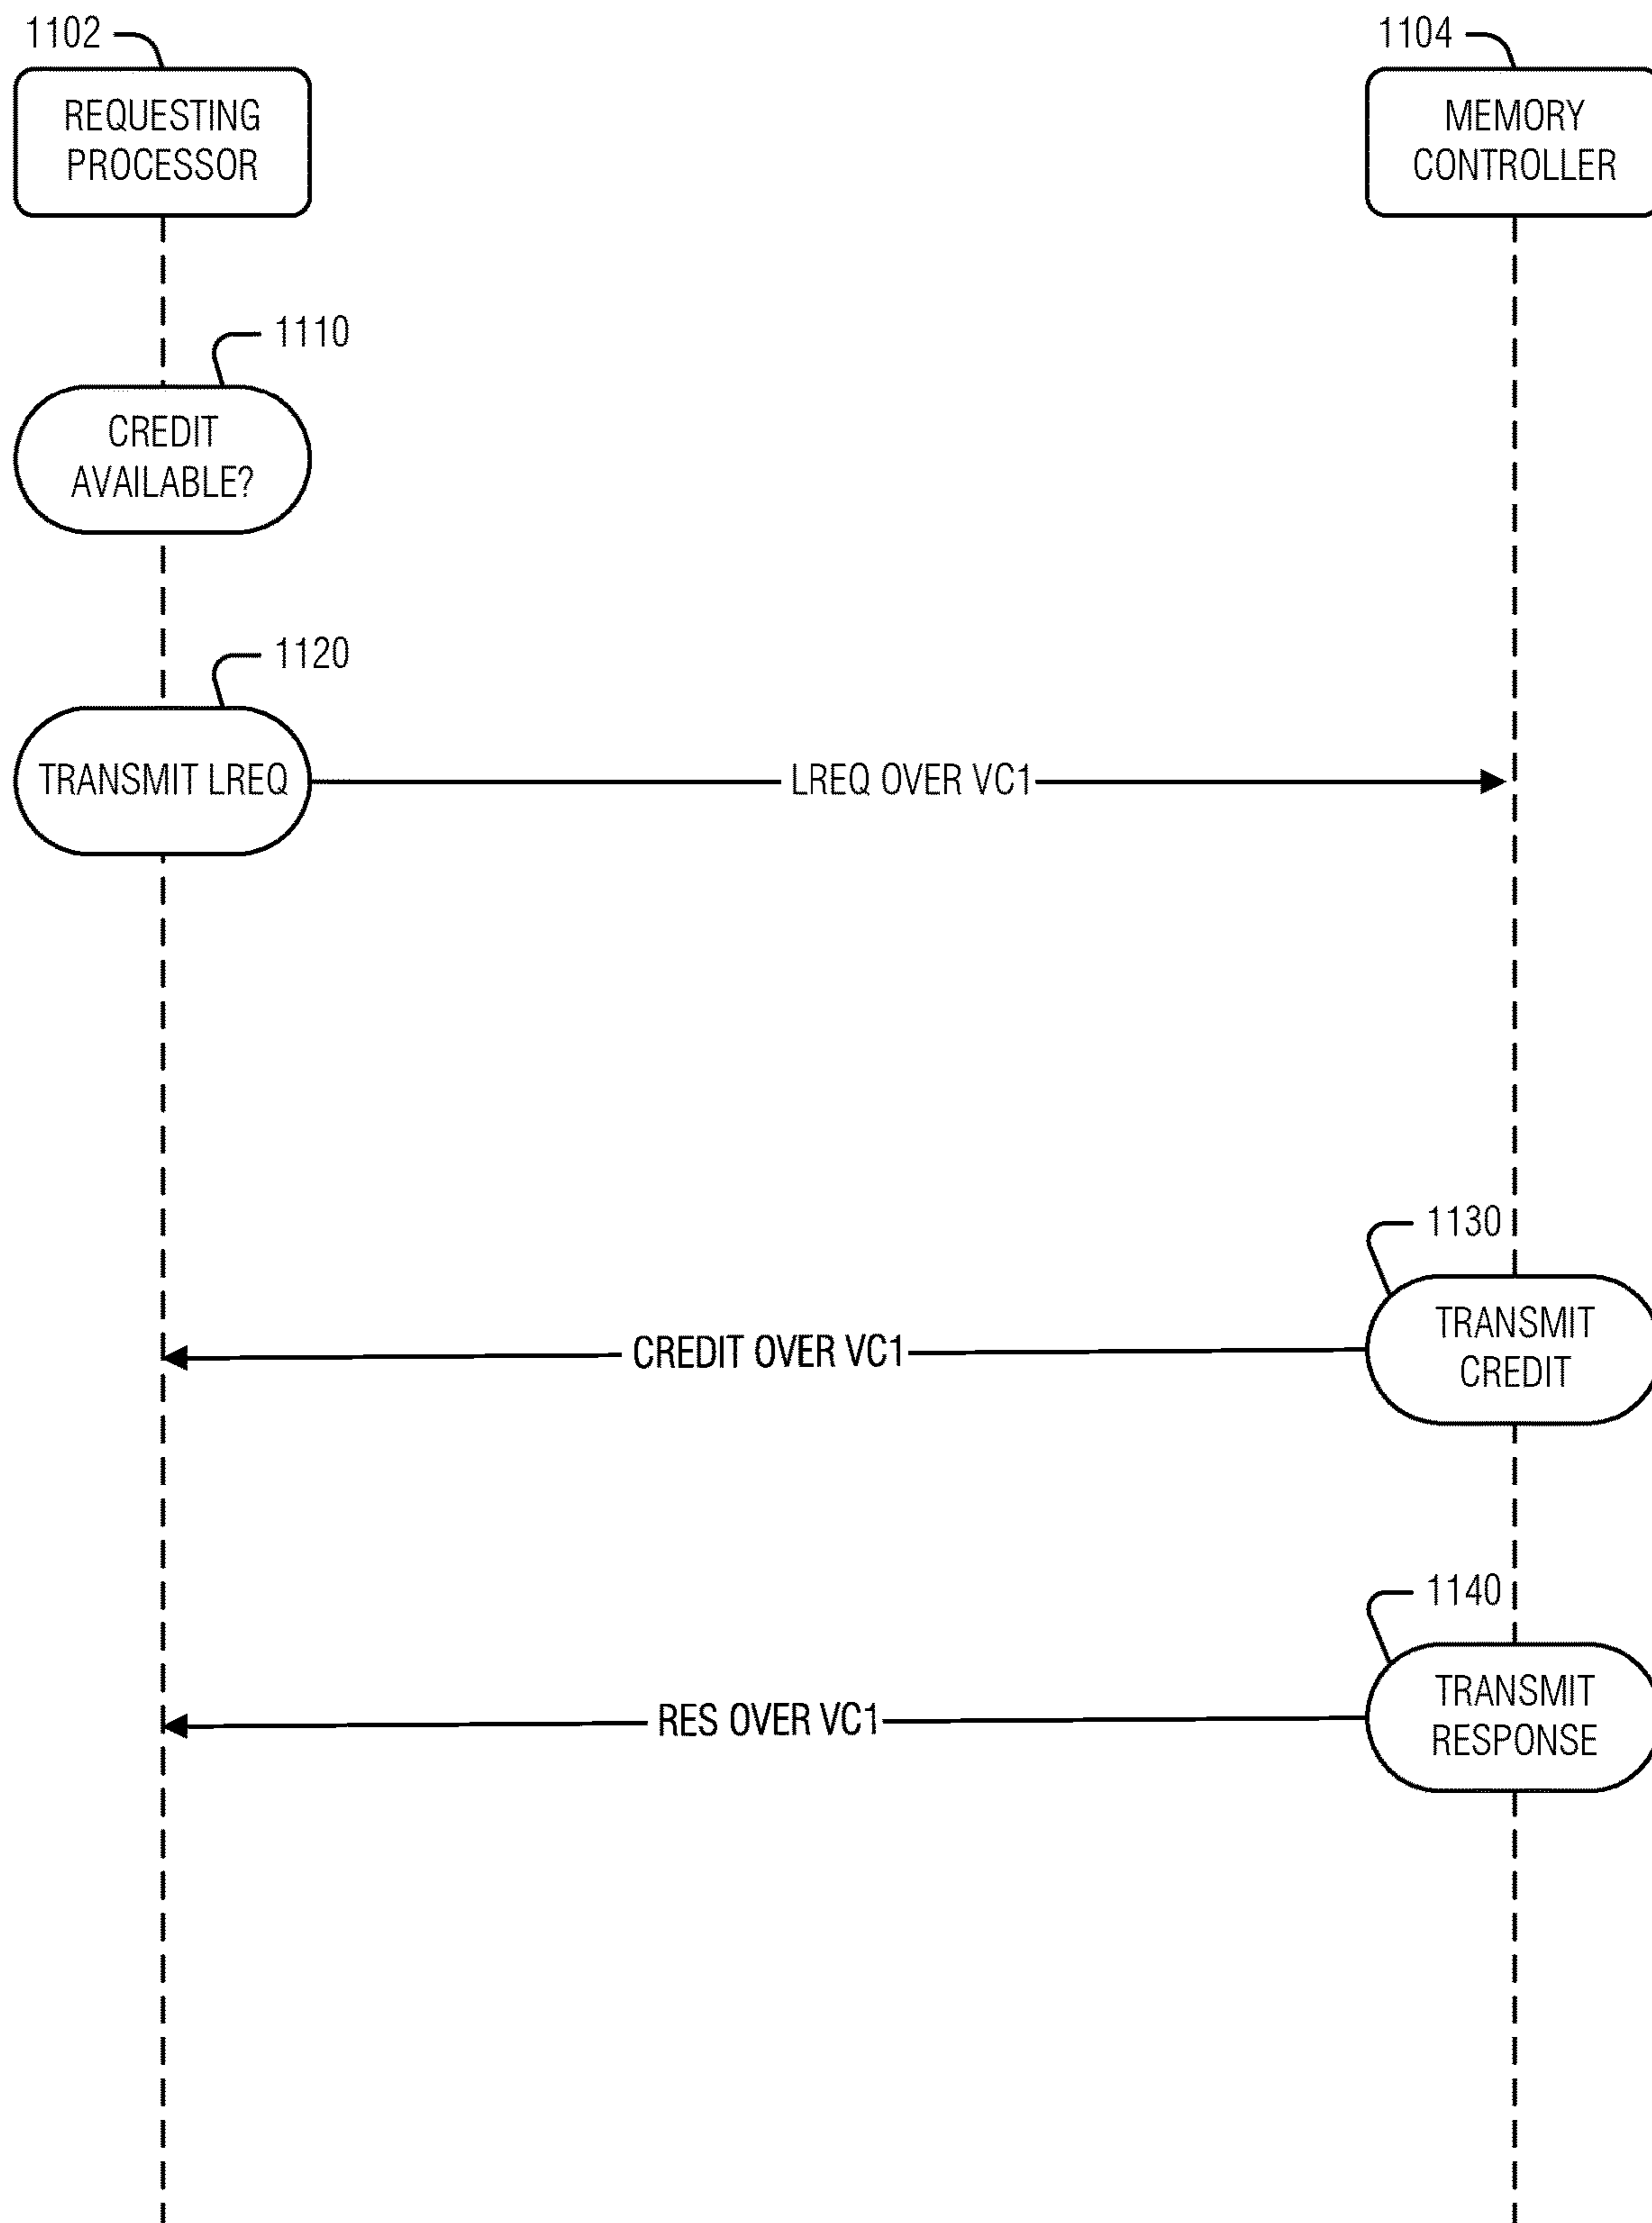 1102
1104
REQUESTING
PROCESSOR
MEMORY
CONTROLLER
1110
CREDIT
AVAILABLE?
1120
TRANSMIT LREQ
LREQ OVER VC1
1130
CREDIT OVER VC1
TRANSMIT
CREDIT
1140
RES OVER VC1
TRANSMIT
RESPONSE